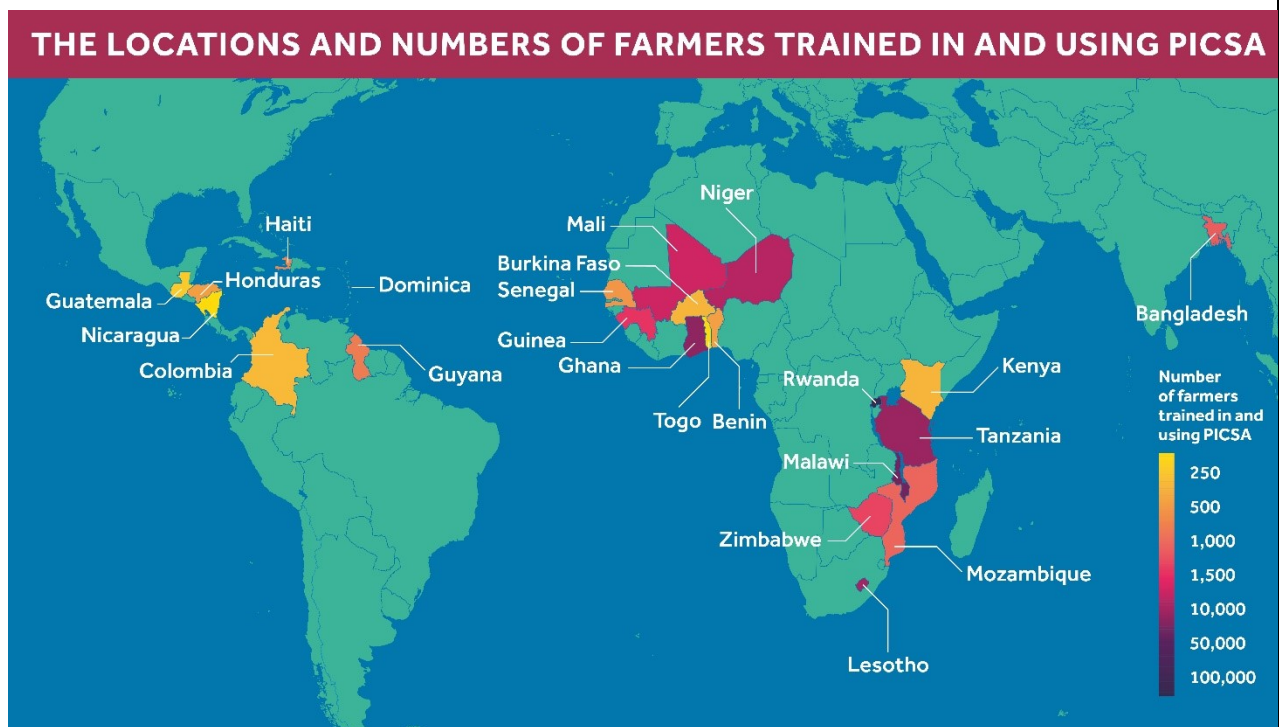 THE LOCATIONS AND NUMBERS OF FARMERS TRAINED IN AND USING PICSA
Haiti
Honduras
Dominica
Guatemala
Nicaragua
Colombia
Guyana
Niger
Mali
Burkina Faso
Senegal
Guinea
Ghana
Togo
Benin
Bangladesh
Kenya
Rwanda
Tanzania
Malawi
Zimbabwe
Mozambique
Lesotho
Number
of farmers
trained in and
using PICSA
250
500
1,000
1,500
10,000
50,000
100,000